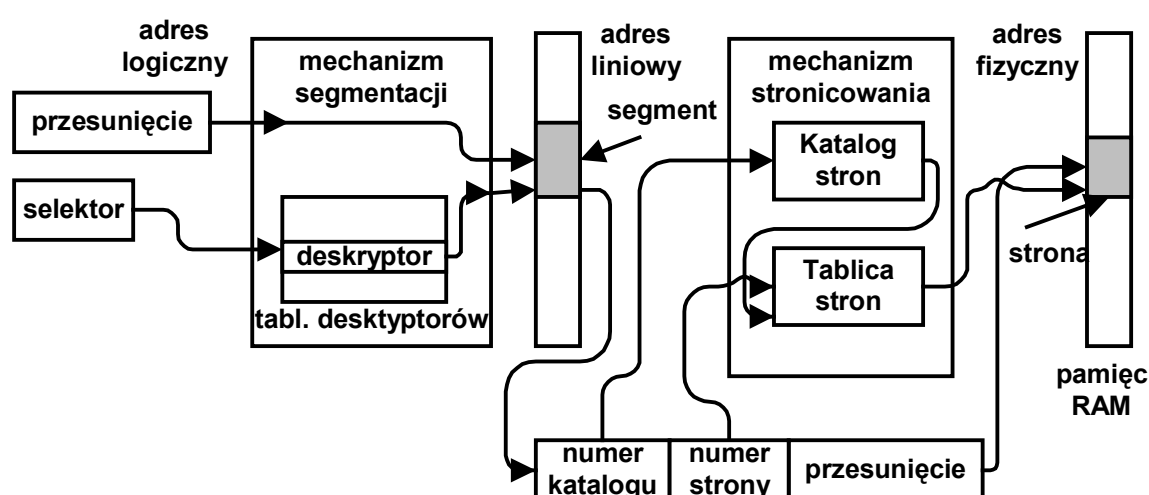 adres
logiczny
przesunięcie
selektor
mechanizm
segmentacji
deskryptor
tabl. desktyptorów
adres
liniowy
segment
mechanizm
stronicowania
Katalog
stron
Tablica
stron
adres
fizyczny
strona
pamięc
RAM
numer
katalogu
numer
strony
przesunięcie